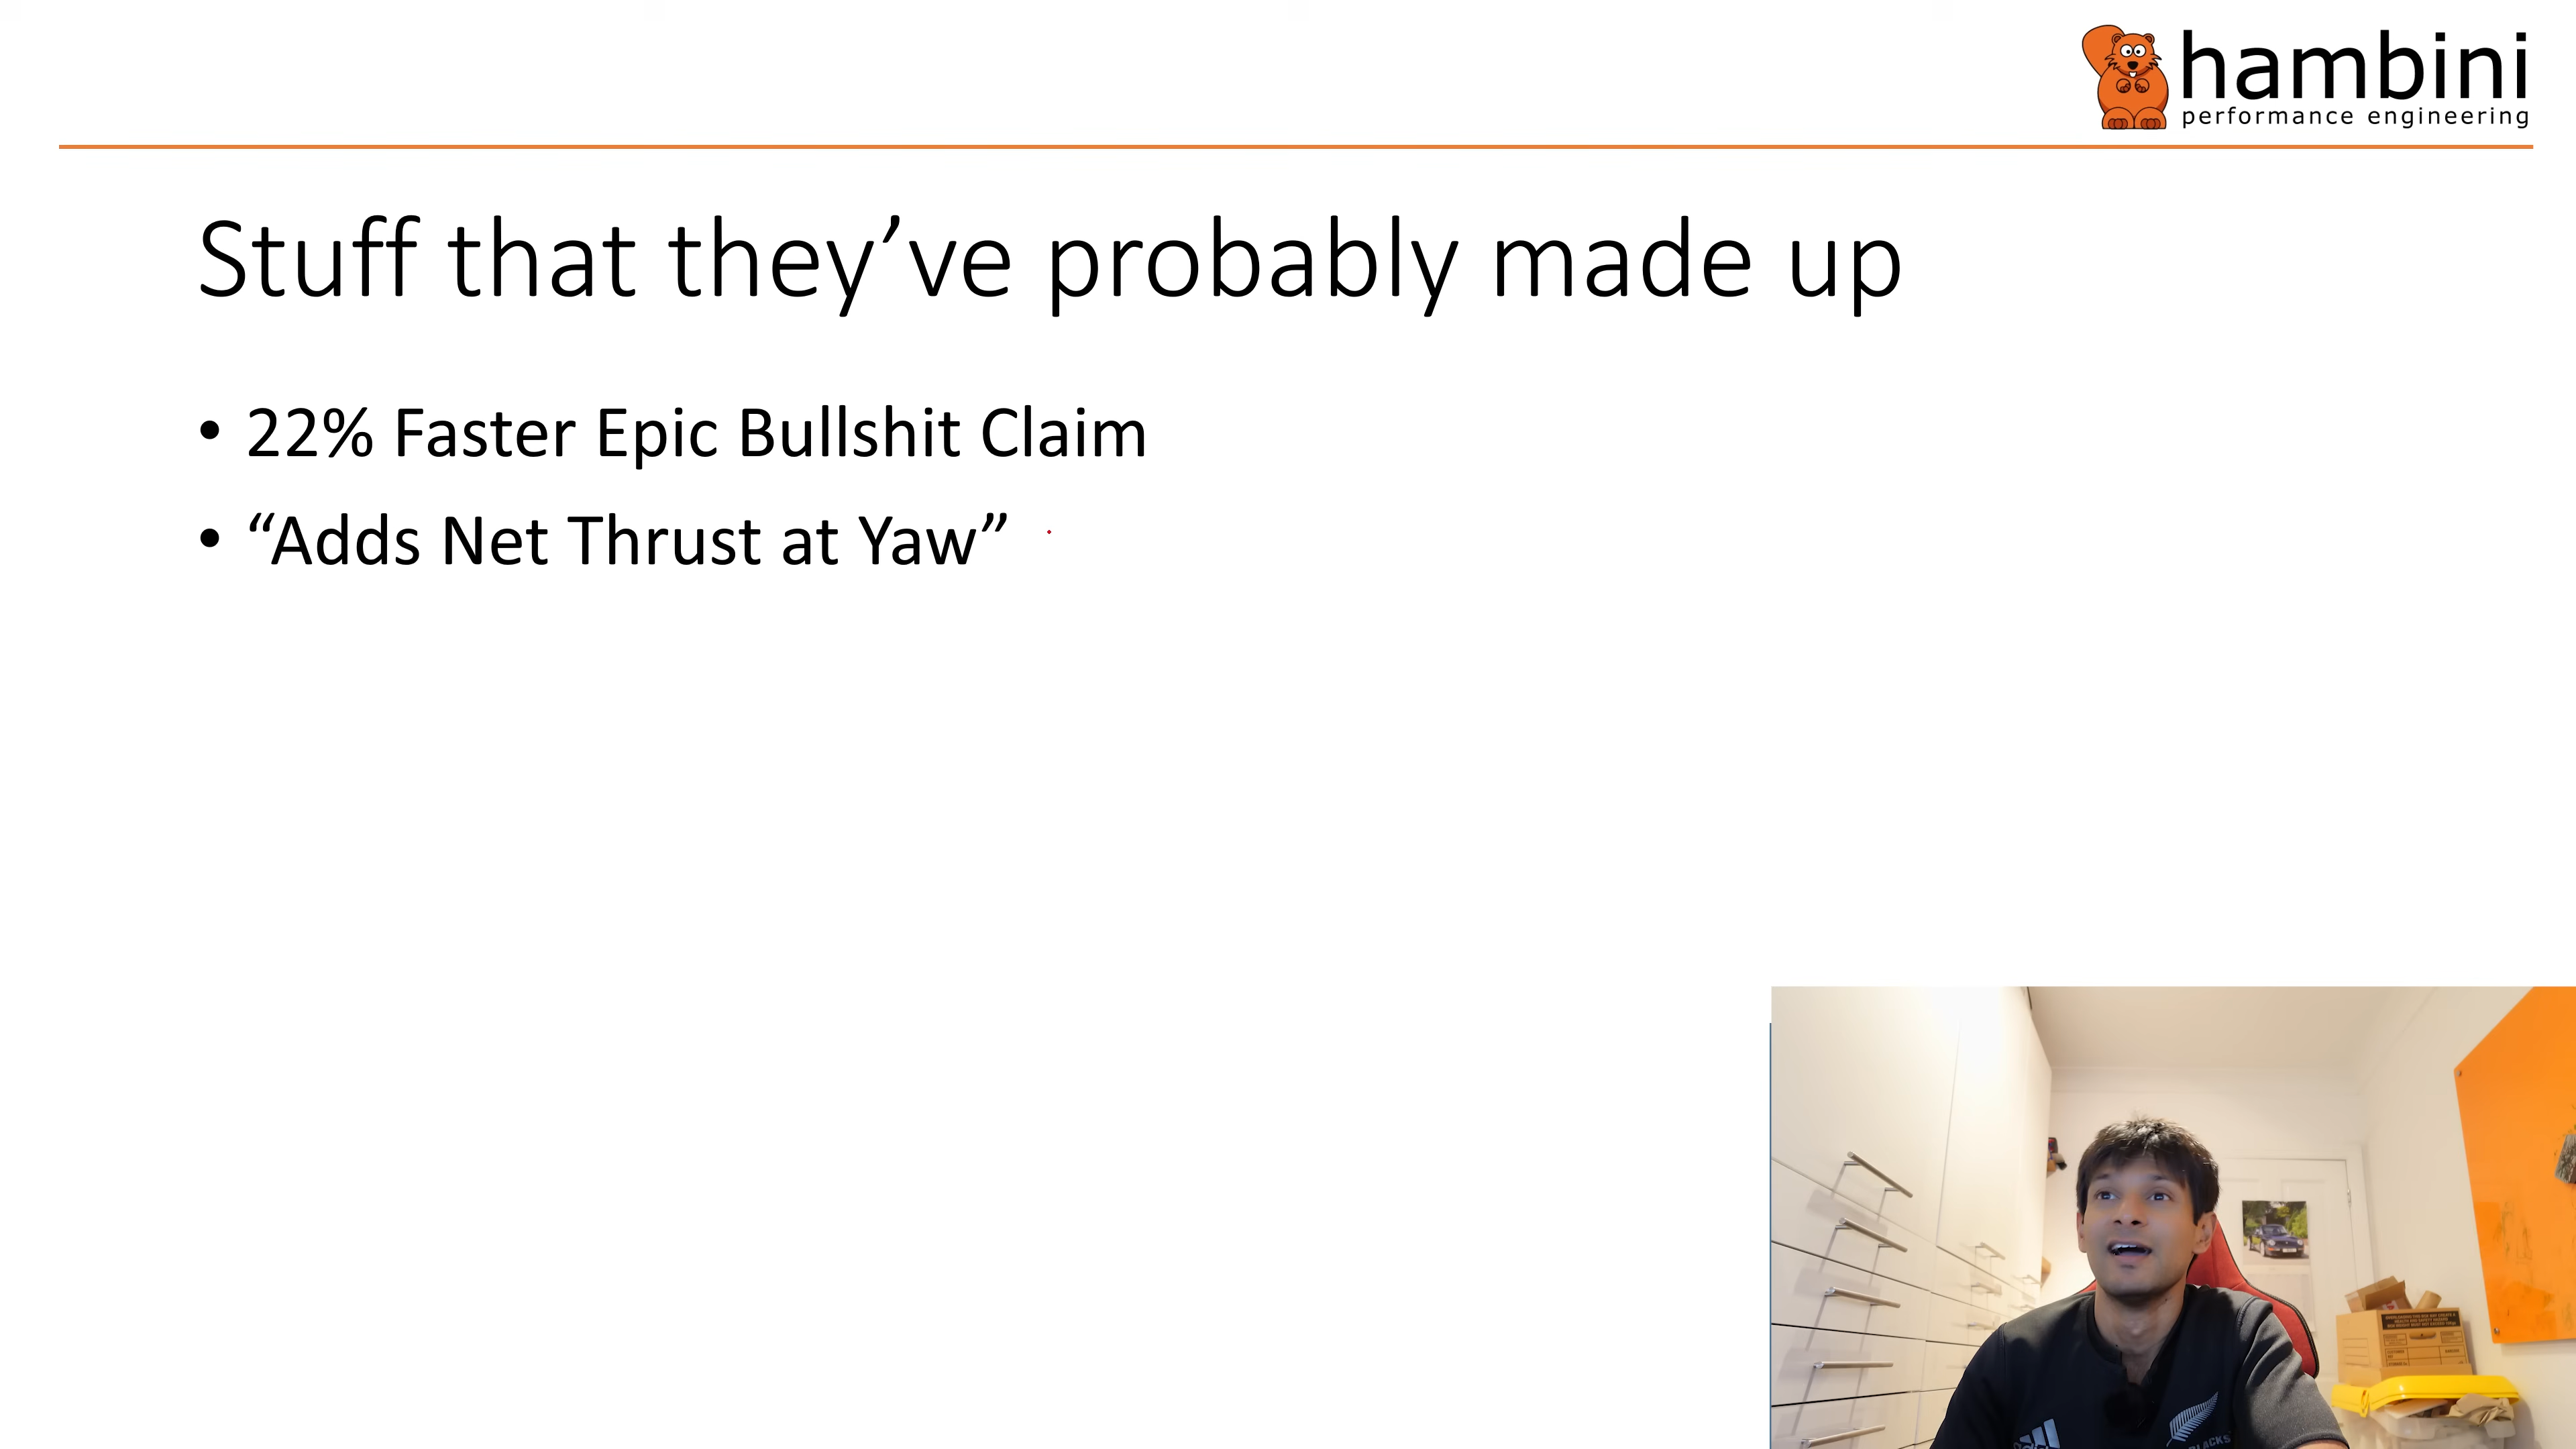 hambini
performance engineering
Stuff that they’ve probably made up
• 22% Faster Epic Bullshit Claim
• “Adds Net Thrust at Yaw”